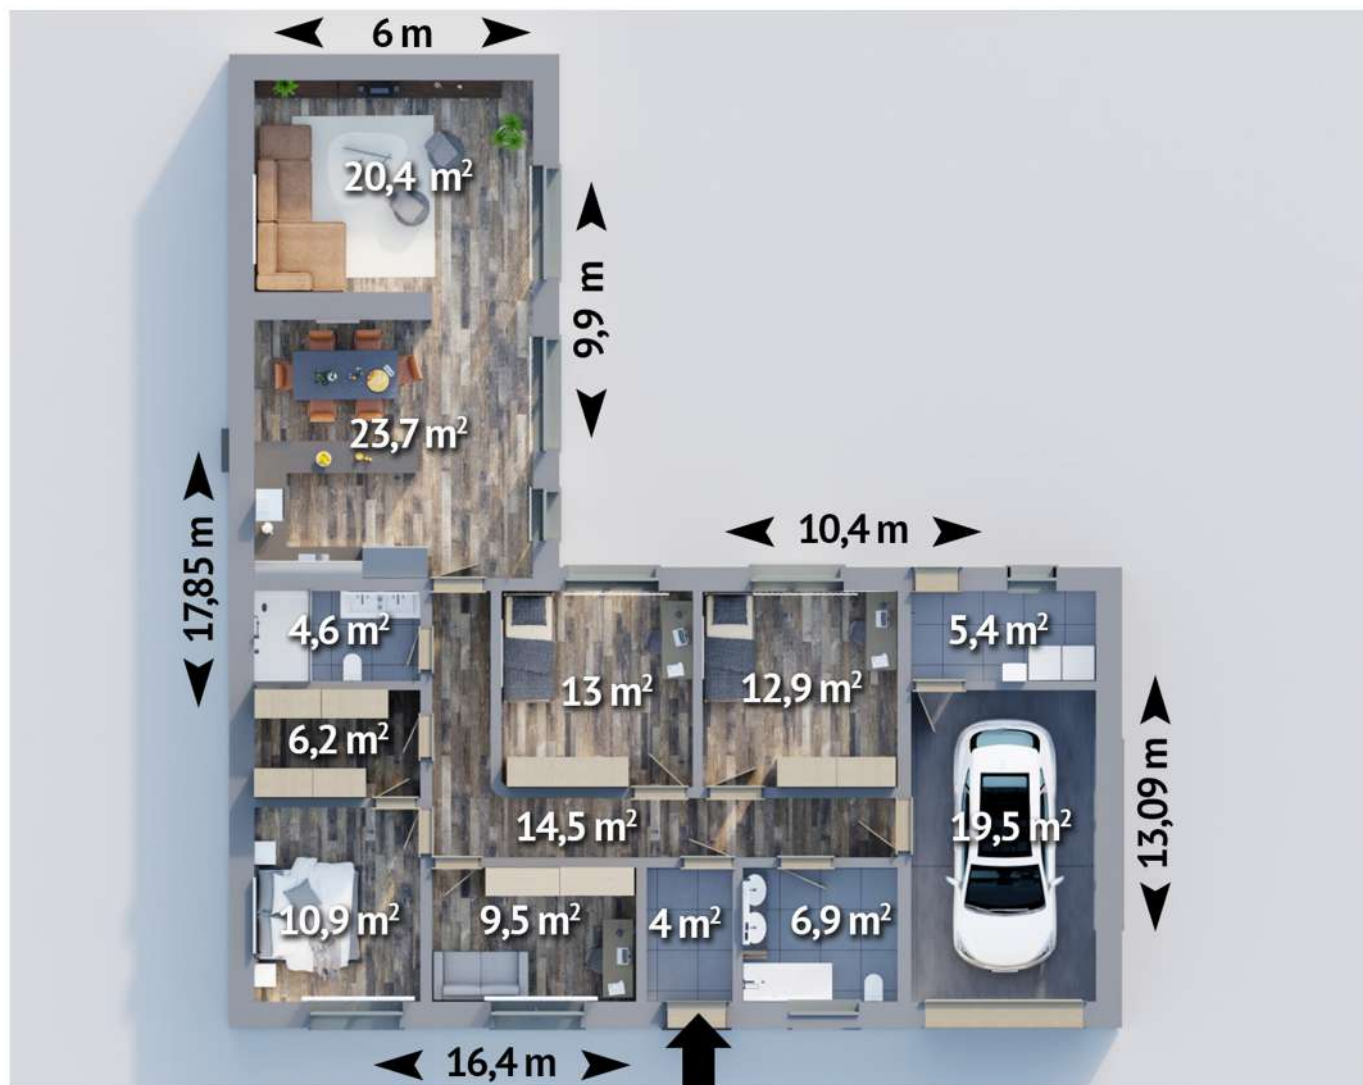 6 m
20,4 m²
9,9 m
23,7 m²
10,4 m
17,85 m
4,6 m²
5,4 m²
13 m²
12,9 m²
6,2 m²
14,5 m²
19,5 m²
13,09 m
10,9 m²
9,5 m²
4 m²
6,9 m²
16,4 m